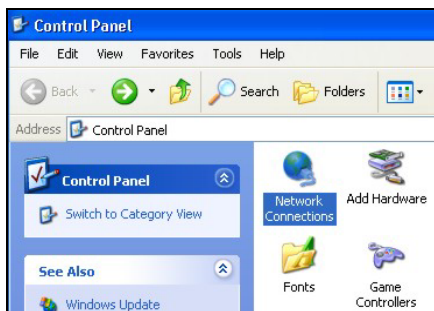 Control Panel
File Edit View Favorites Tools Help
Back Search Folders
Address Control Panel
Control Panel
Switch to Category View
See Also
Windows Update
Network
Connections
Add Hardware
Fonts
Game
Controllers